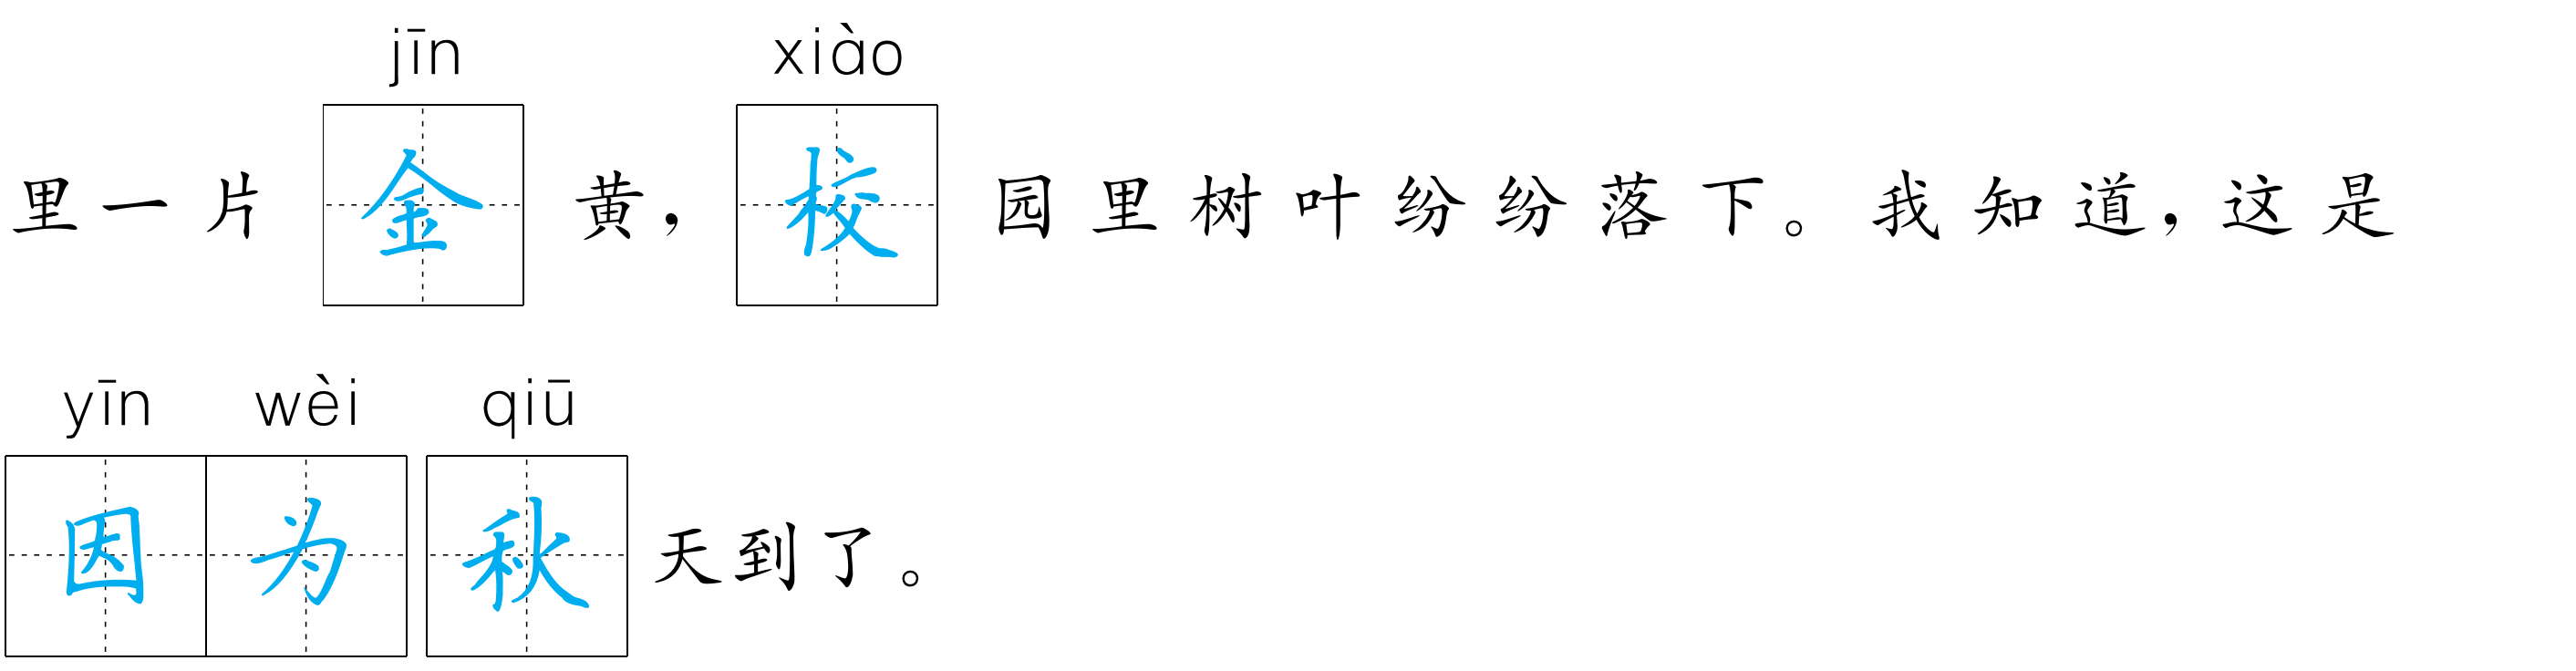 jīn xiào
里一片金黄，校园里树叶纷纷落下。我知道，这是
yīn wèi qiū
因为秋天到了。